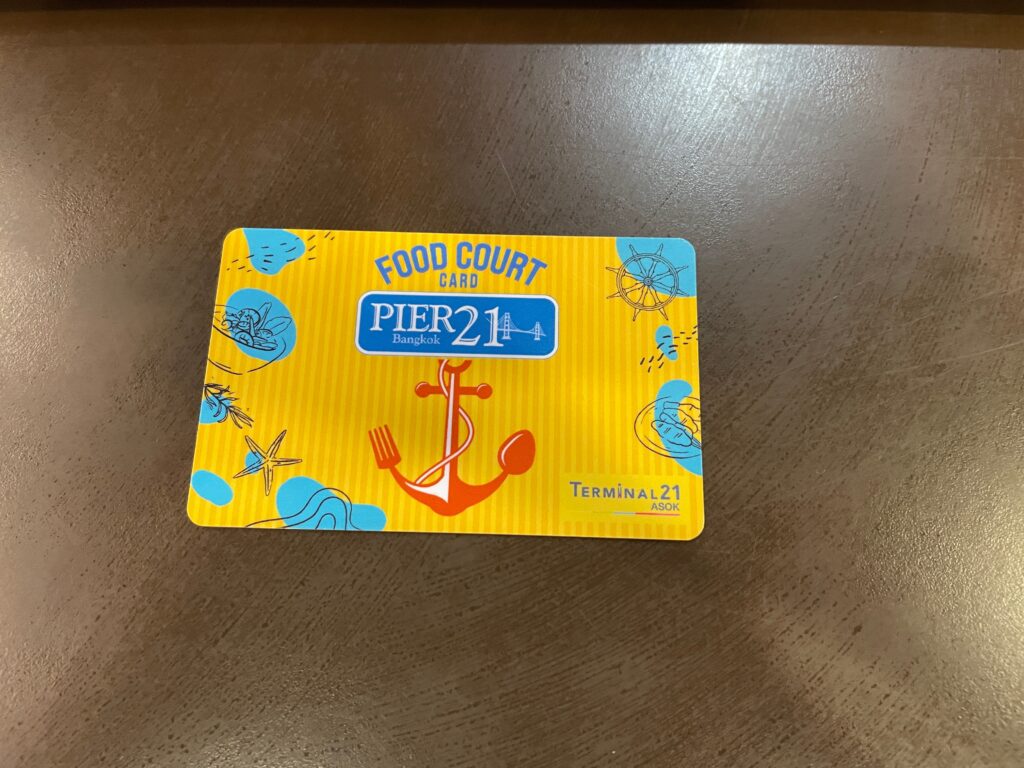 FOOD COURT
CARD
PIER21
Bangkok
TERMINAL21
ASOK